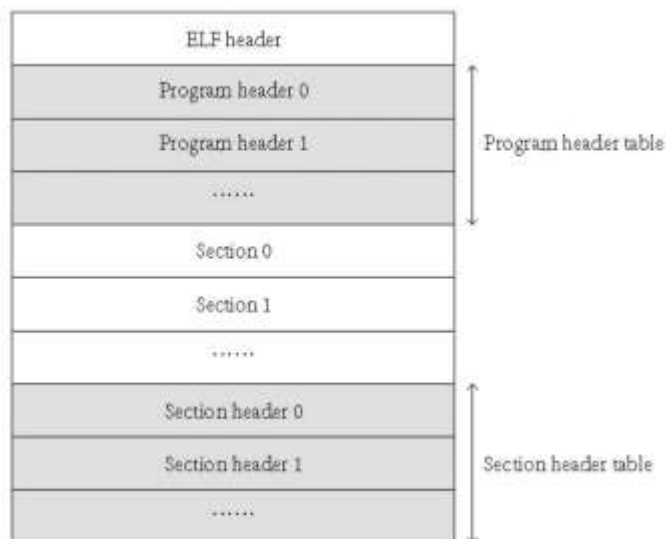 ELF header
Program header 0
Program header 1
Program header table
......
Section 0
Section 1
......
Section header 0
Section header 1
Section header table
......